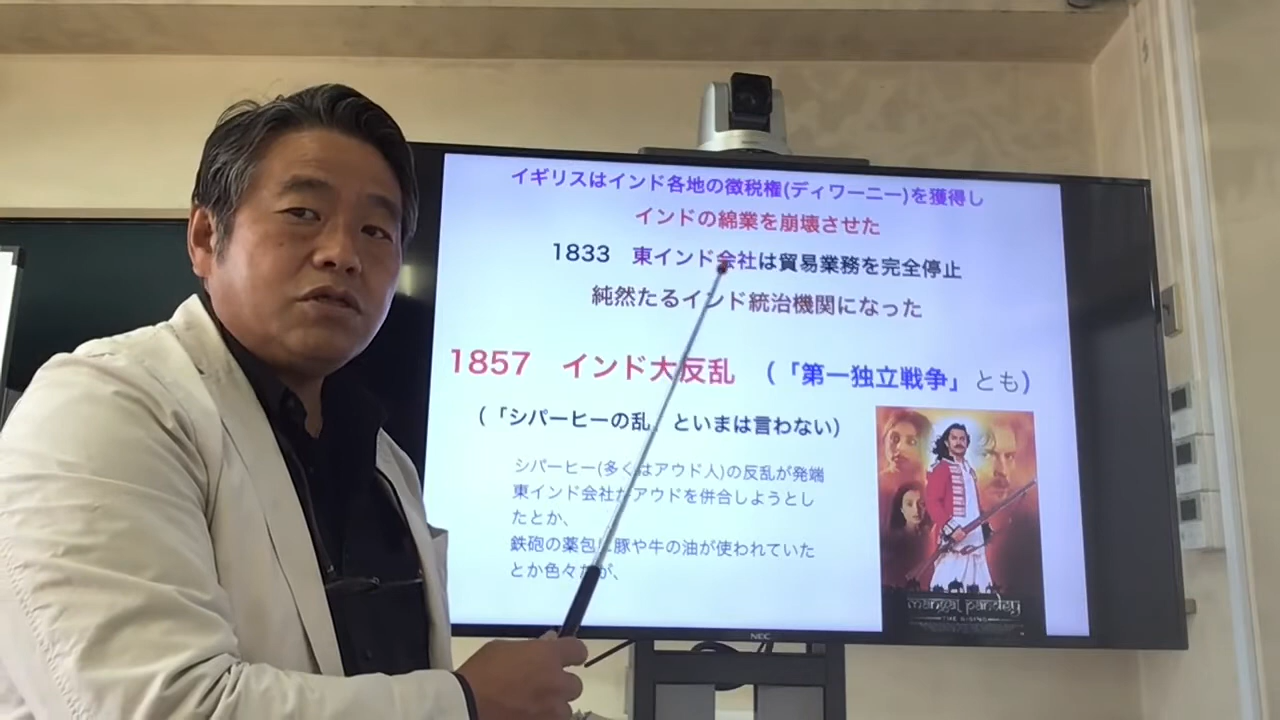 イギリスはインド各地の徴税権(ディワーニー)を獲得し
インドの綿業を崩壊させた
1833 東インド会社は貿易業務を完全停止
純然たるインド統治機関になった
1857 インド大反乱 (「第一独立戦争」とも)
(「シパーヒーの乱」といまは言わない)
シパーヒー(多くはアウド人)の反乱が発端
東インド会社がアウドを併合しようとし
たとか、
鉄砲の薬包に豚や牛の油が使われていた
とか色々だが、
mangal pandey
THE RISING
NEC